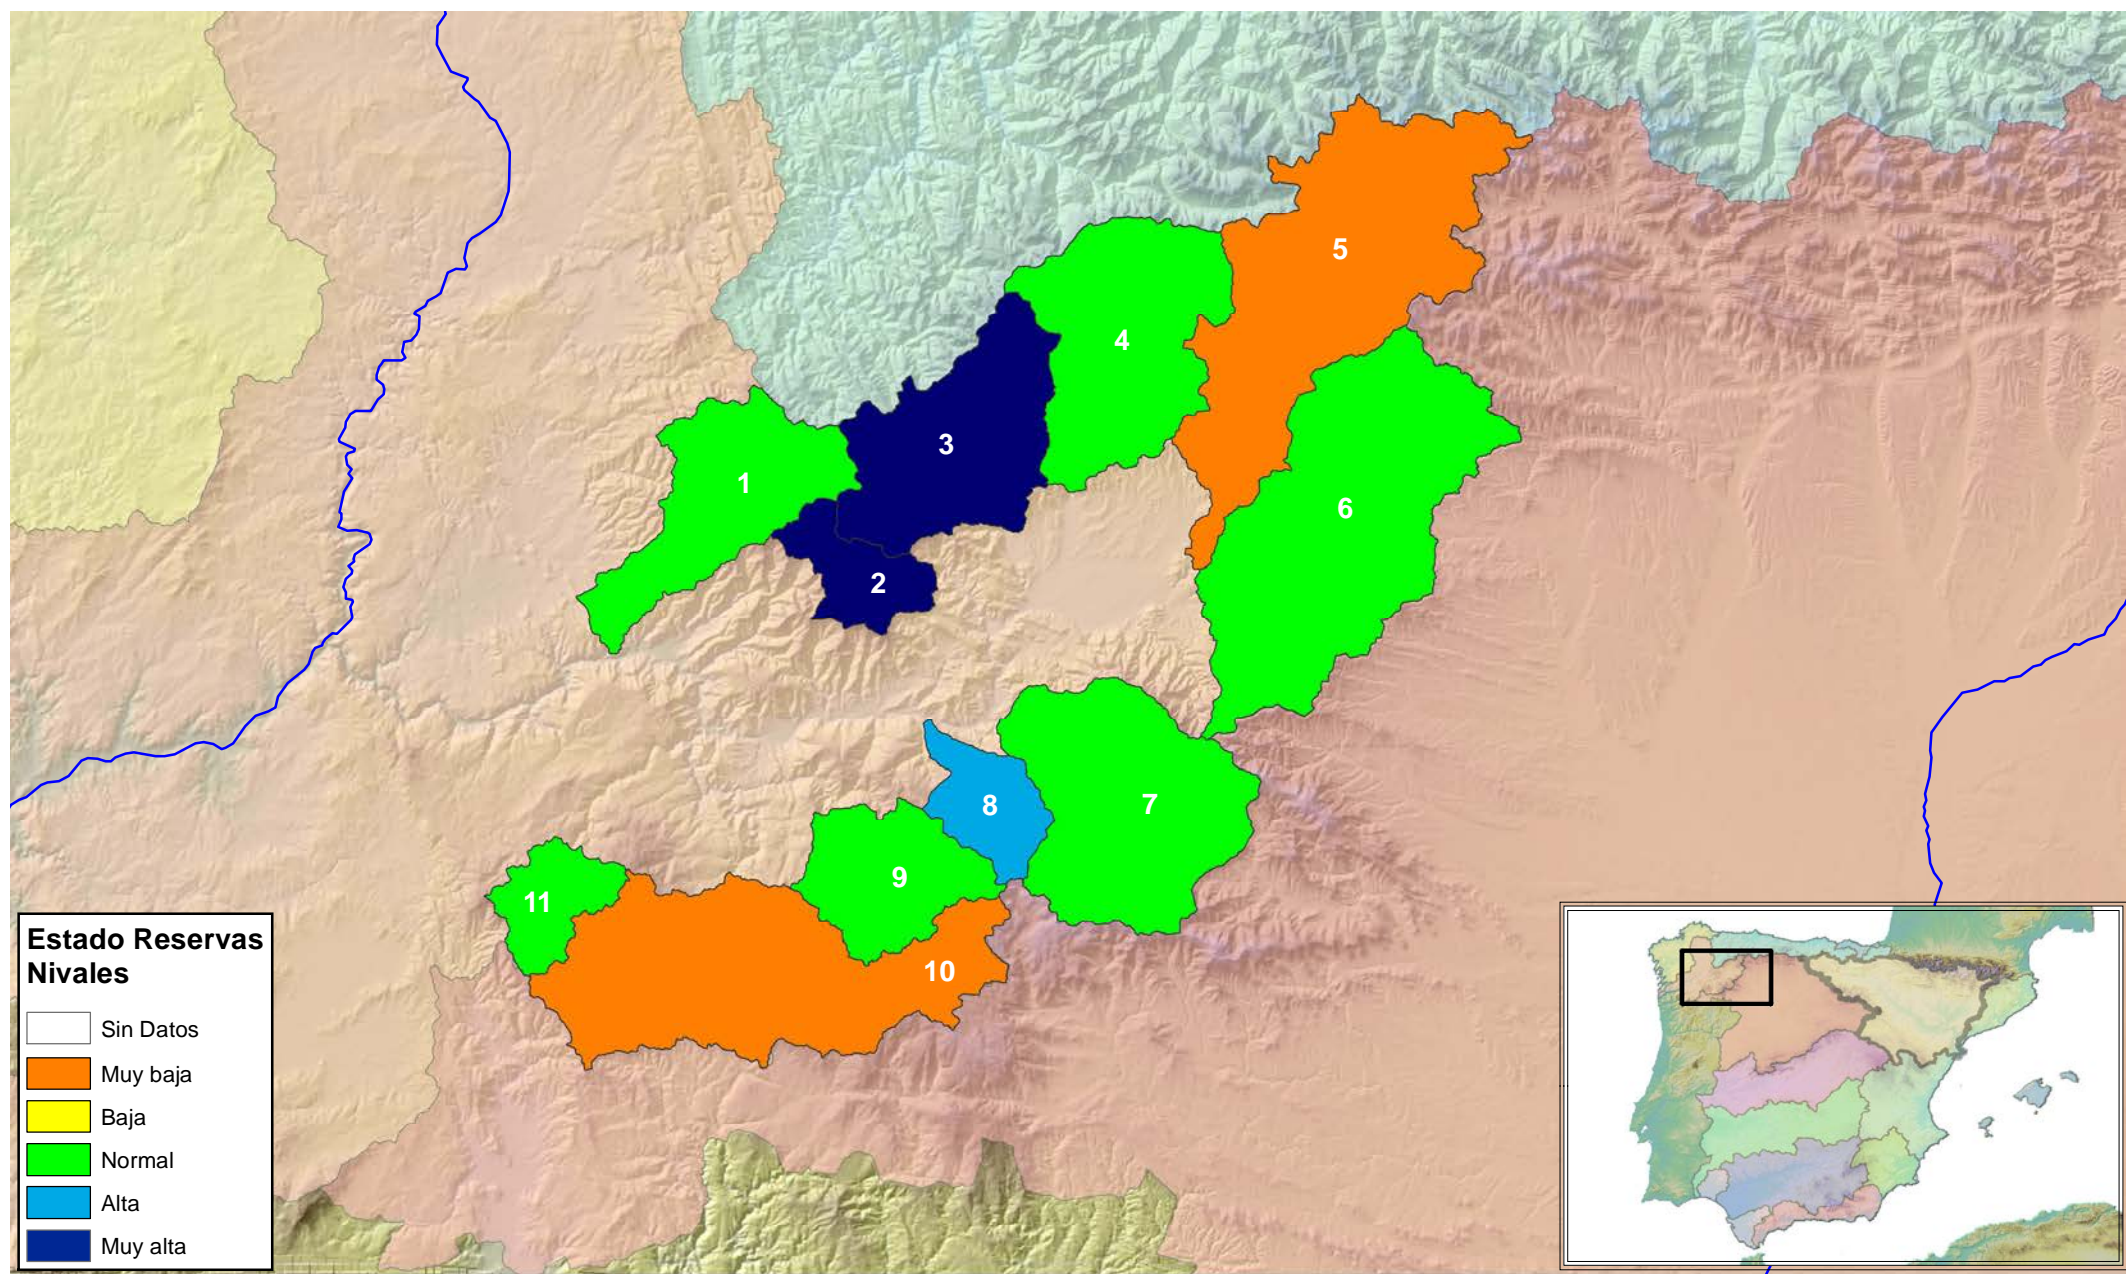 5
4
3
1
6
2
8
7
9
11
10
Estado Reservas
Nivales
Sin Datos
Muy baja
Baja
Normal
Alta
Muy alta